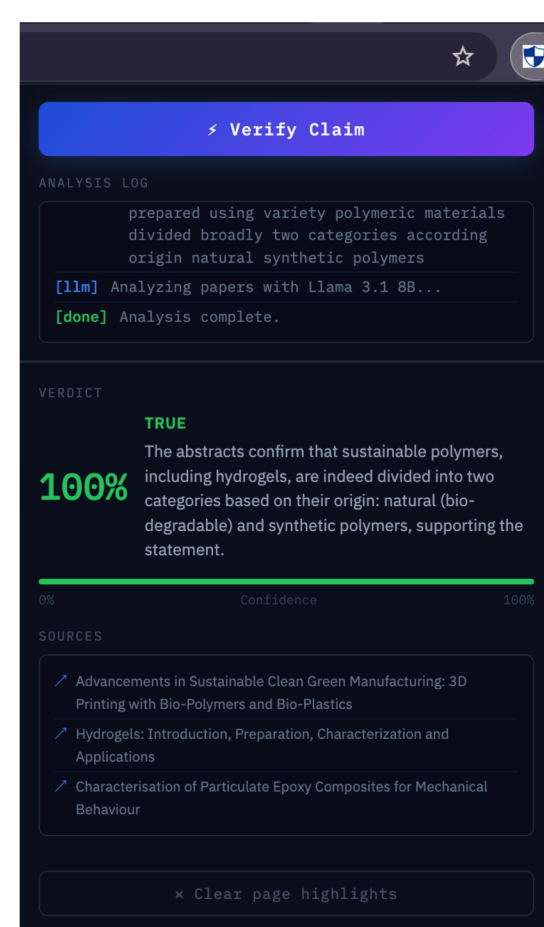 ⚡ Verify Claim
ANALYSIS LOG
prepared using variety polymeric materials
divided broadly two categories according
origin natural synthetic polymers
[llm] Analyzing papers with Llama 3.1 8B...
[done] Analysis complete.
VERDICT
TRUE
100%
The abstracts confirm that sustainable polymers,
including hydrogels, are indeed divided into two
categories based on their origin: natural (bio-
degradable) and synthetic polymers, supporting the
statement.
0% Confidence 100%
SOURCES
↗ Advancements in Sustainable Clean Green Manufacturing: 3D
Printing with Bio-Polymers and Bio-Plastics
↗ Hydrogels: Introduction, Preparation, Characterization and
Applications
↗ Characterisation of Particulate Epoxy Composites for Mechanical
Behaviour
× Clear page highlights